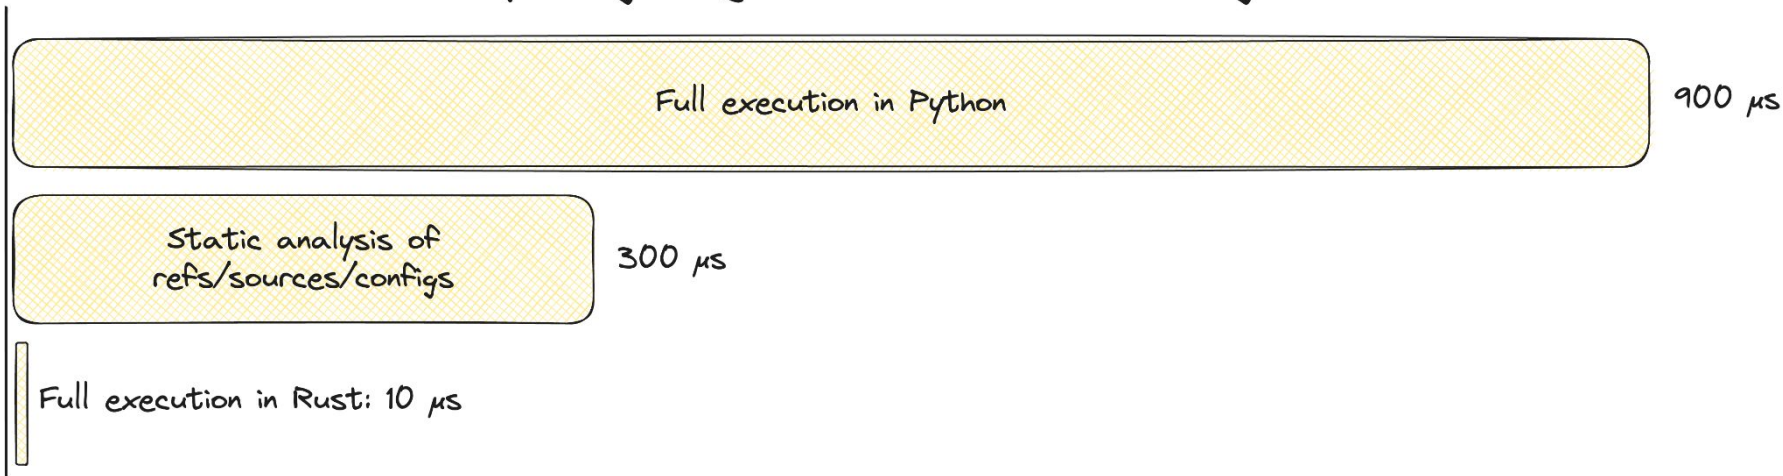 Full execution in Python
900 µs
Static analysis of
refs/sources/configs
300 µs
Full execution in Rust: 10 µs